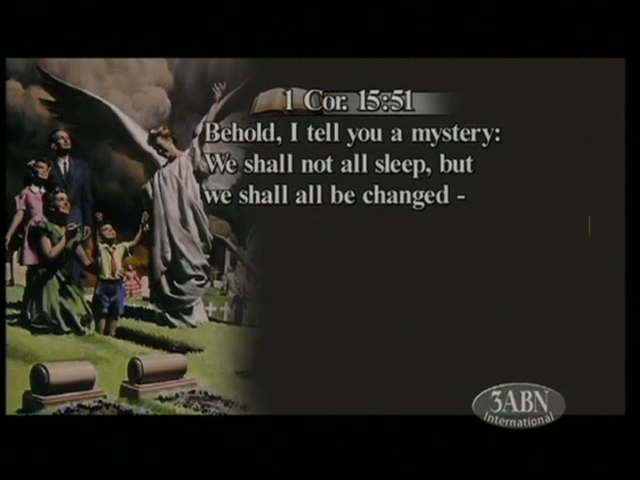 1 Cor. 15:51
Behold, I tell you a mystery:
We shall not all sleep, but
we shall all be changed -
3ABN
International